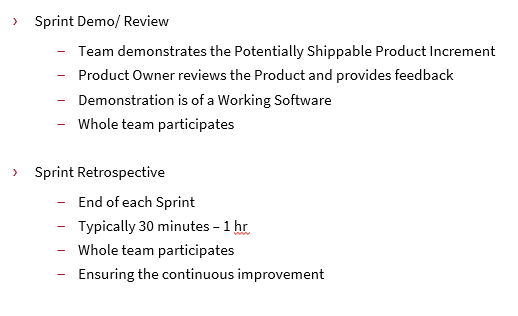 › Sprint Demo/ Review
– Team demonstrates the Potentially Shippable Product Increment
– Product Owner reviews the Product and provides feedback
– Demonstration is of a Working Software
– Whole team participates
› Sprint Retrospective
– End of each Sprint
– Typically 30 minutes – 1 hr
– Whole team participates
– Ensuring the continuous improvement